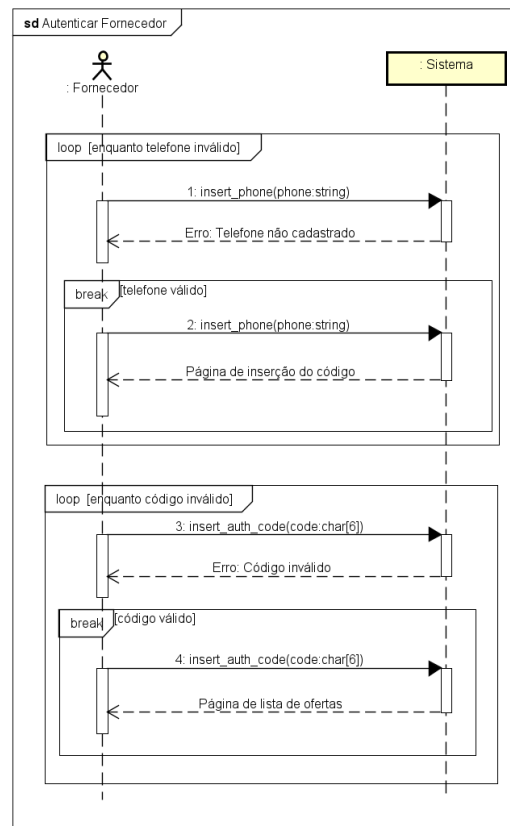 sd Autenticar Fornecedor
: Fornecedor
: Sistema
loop [enquanto telefone inválido]
1: insert_phone(phone:string)
Erro: Telefone não cadastrado
break [telefone válido]
2: insert_phone(phone:string)
Página de inserção do código
loop [enquanto código inválido]
3: insert_auth_code(code:char[6])
Erro: Código inválido
break [código válido]
4: insert_auth_code(code:char[6])
Página de lista de ofertas